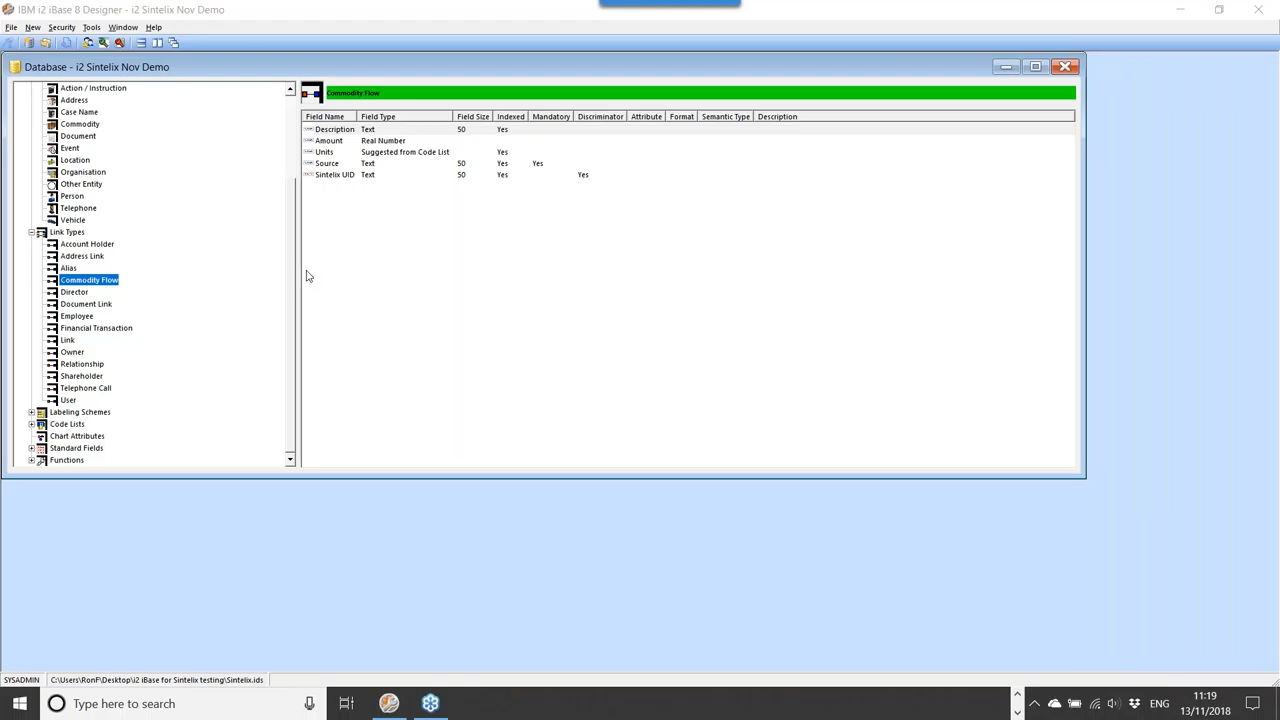 IBM i2 iBase 8 Designer - i2 Sintelix Nov Demo
File New Security Tools Window Help
Database - i2 Sintelix Nov Demo
Action / Instruction
Address
Case Name
Commodity
Document
Event
Location
Organisation
Other Entity
Person
Telephone
Vehicle
Link Types
Account Holder
Address Link
Alias
Commodity Flow
Director
Document Link
Employee
Financial Transaction
Link
Owner
Relationship
Shareholder
Telephone Call
User
Labeling Schemes
Code Lists
Chart Attributes
Standard Fields
Functions
Commodity Flow
Field Name Field Type Field Size Indexed Mandatory Discriminator Attribute Format Semantic Type Description
Description Text 50 Yes
Amount Real Number
Units Suggested from Code List Yes
Source Text 50 Yes Yes
Sintelix UID Text 50 Yes Yes
SYSADMIN C:\Users\RonF\Desktop\i2 iBase for Sintelix testing\Sintelix.ids
Type here to search
ENG
11:19
13/11/2018